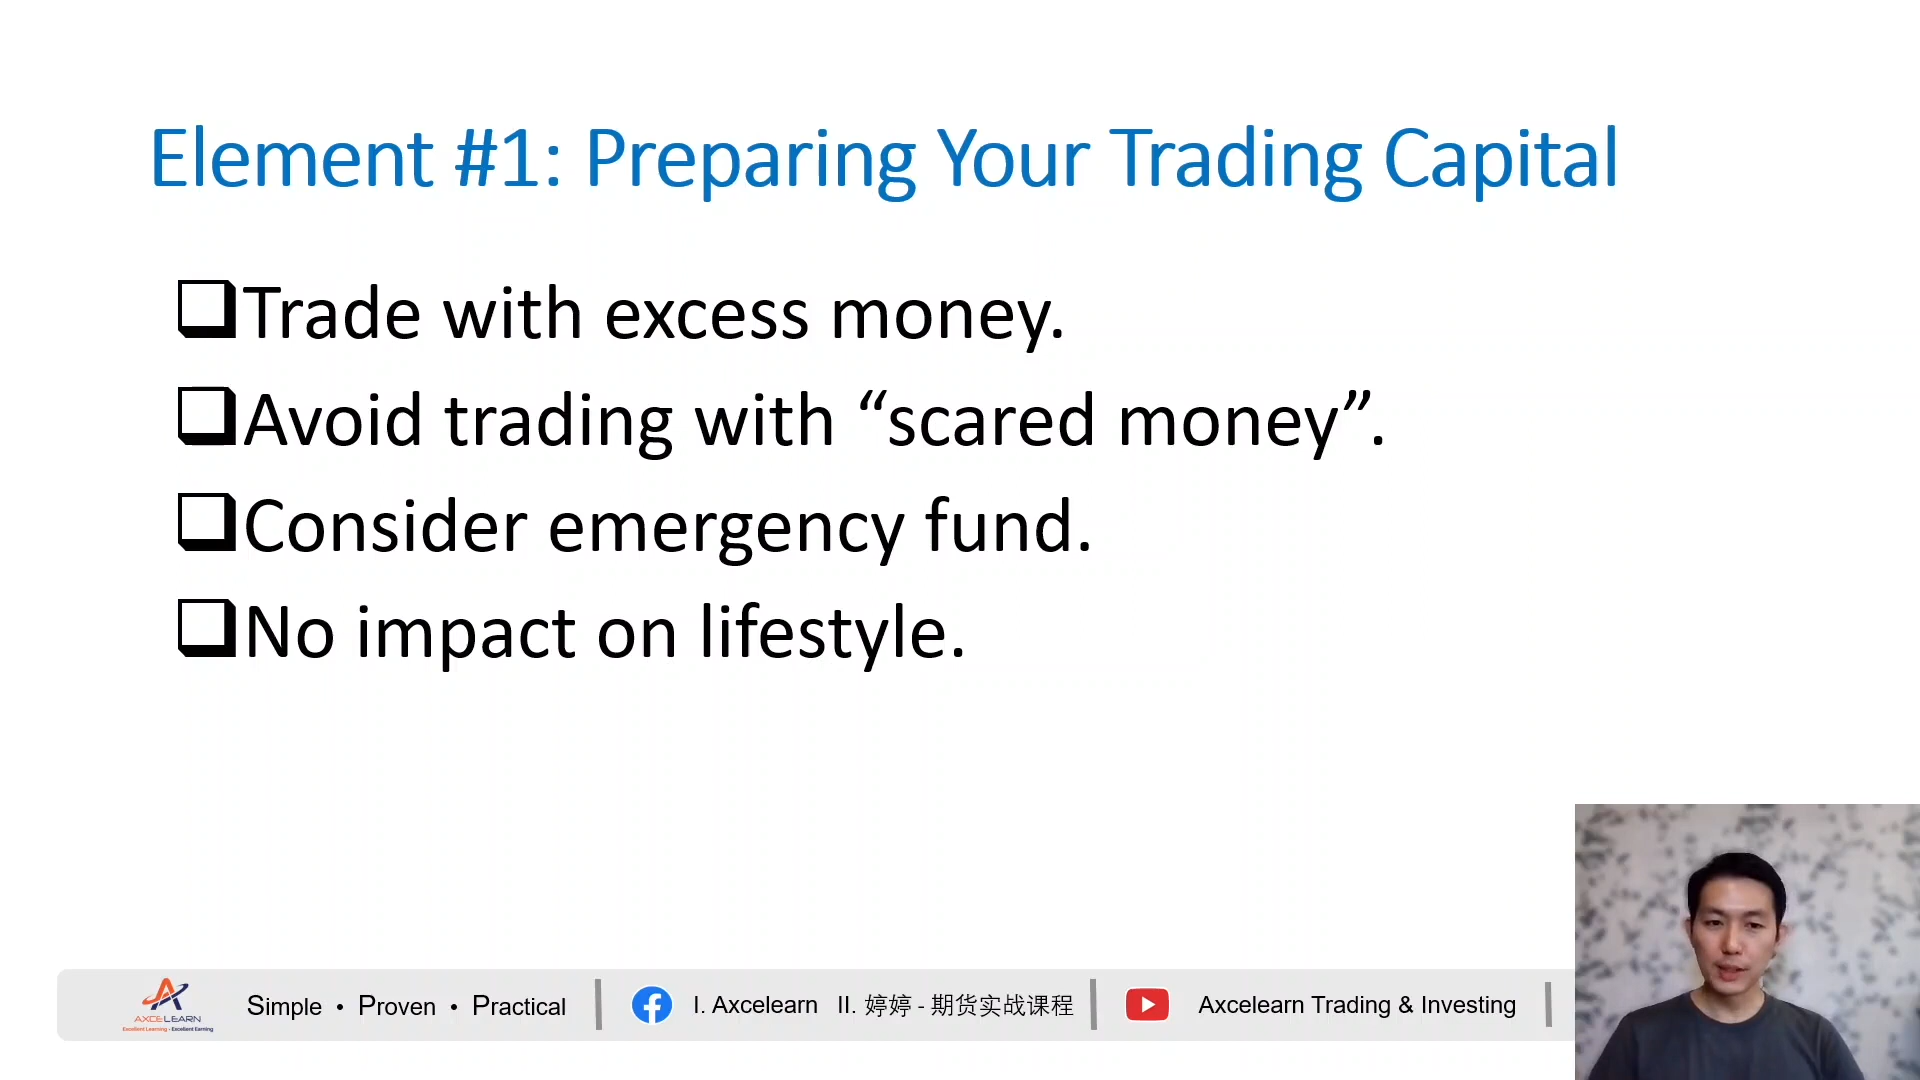 Element #1: Preparing Your Trading Capital
Trade with excess money.
Avoid trading with “scared money”.
Consider emergency fund.
No impact on lifestyle.
AXCELEARN
Excellent Learning - Excellent Earning
Simple • Proven • Practical
I. Axcelearn II. 婷婷 - 期货实战课程
Axcelearn Trading & Investing